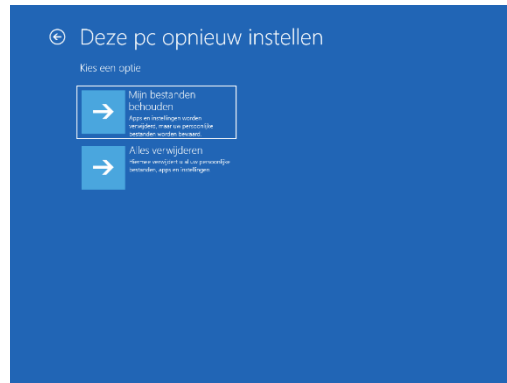 Deze pc opnieuw instellen
Kies een optie
Mijn bestanden
behouden
Apps en instellingen worden
verwijderd, maar uw persoonlijke
bestanden worden bewaard.
Alles verwijderen
Hiermee verwijdert u al uw persoonlijke
bestanden, apps en instellingen